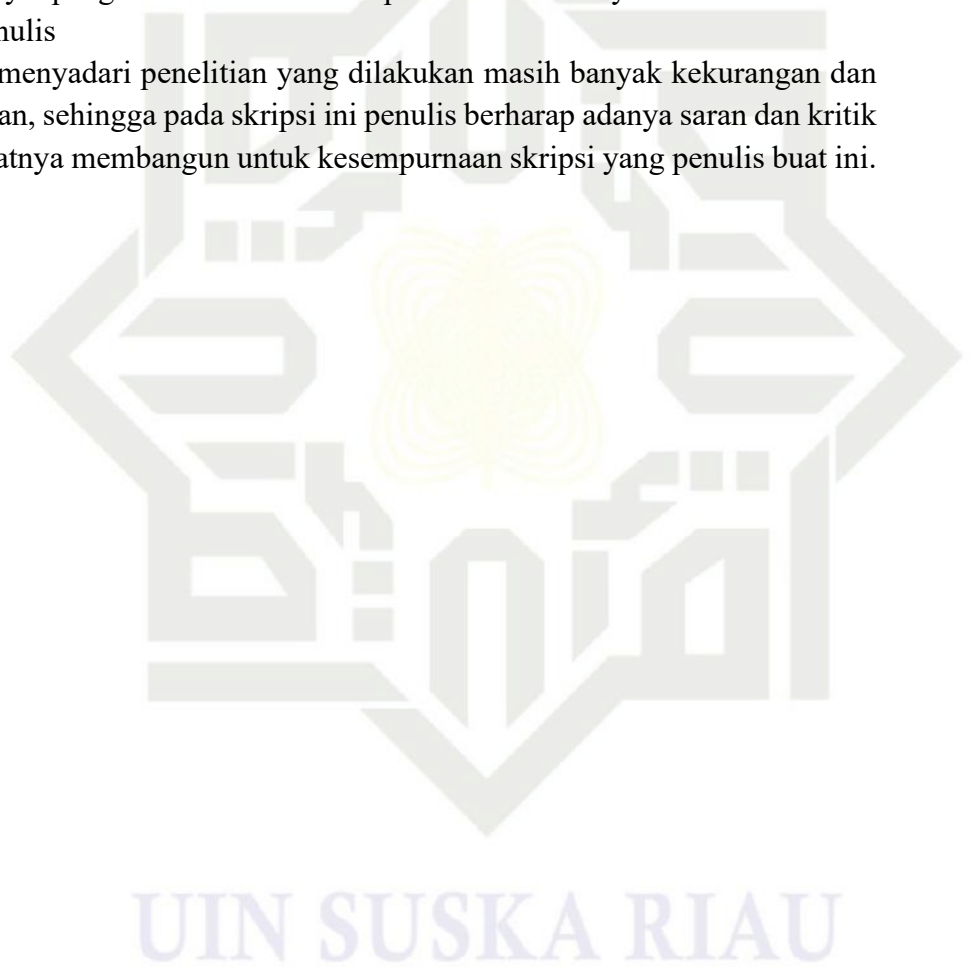 nulis
menyadari penelitian yang dilakukan masih banyak kekurangan dan
an, sehingga pada skripsi ini penulis berharap adanya saran dan kritik
atnya membangun untuk kesempurnaan skripsi yang penulis buat ini.
UIN SUSKA RIAU